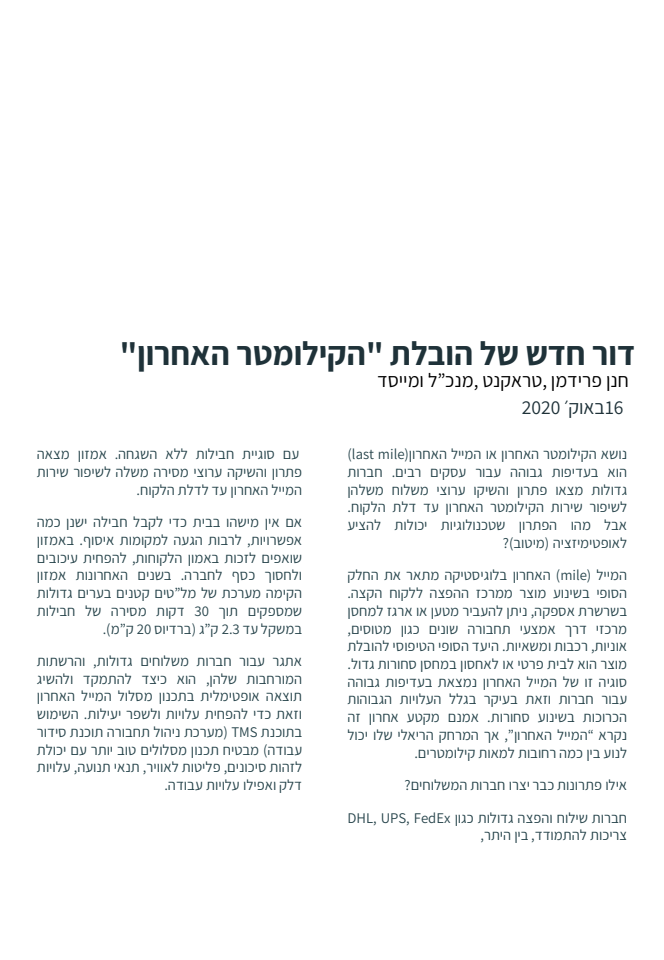 דור חדש של הובלת "הקילומטר האחרון"
חנן פרידמן ,טראקנט ,מנכ”ל ומייסד
16באוק׳ 2020
נושא הקילומטר האחרון או המייל האחרון(last mile)
הוא בעדיפות גבוהה עבור עסקים רבים. חברות
גדולות מצאו פתרון והשיקו ערוצי משלוח משלהן
לשיפור שירות הקילומטר האחרון עד דלת הלקוח.
אבל מהו הפתרון שטכנולוגיות יכולות להציע
לאופטימיזציה (מיטוב)?
המייל (mile) האחרון בלוגיסטיקה מתאר את החלק
הסופי בשינוע מוצר ממרכז ההפצה ללקוח הקצה.
בשרשרת אספקה, ניתן להעביר מטען או ארגז למחסן
מרכזי דרך אמצעי תחבורה שונים כגון מטוסים,
אוניות, רכבות ומשאיות. היעד הסופי הטיפוסי להובלת
מוצר הוא לבית פרטי או לאחסון במחסן סחורות גדול.
סוגיה זו של המייל האחרון נמצאת בעדיפות גבוהה
עבור חברות וזאת בעיקר בגלל העלויות הגבוהות
הכרוכות בשינוע סחורות. אמנם מקטע אחרון זה
נקרא “המייל האחרון”, אך המרחק הריאלי שלו יכול
לנוע בין כמה רחובות למאות קילומטרים.
אילו פתרונות כבר יצרו חברות המשלוחים?
חברות שילוח והפצה גדולות כגון DHL, UPS, FedEx
צריכות להתמודד, בין היתר,
עם סוגיית חבילות ללא השגחה. אמזון מצאה
פתרון והשיקה ערוצי מסירה משלה לשיפור שירות
המייל האחרון עד לדלת הלקוח.
אם אין מישהו בבית כדי לקבל חבילה ישנן כמה
אפשרויות, לרבות הגעה למקומות איסוף. באמזון
שואפים לזכות באמון הלקוחות, להפחית עיכובים
ולחסוך כסף לחברה. בשנים האחרונות אמזון
הקימה מערכת של מל”טים קטנים בערים גדולות
שמספקים תוך 30 דקות מסירה של חבילות
במשקל עד 2.3 ק”ג (ברדיוס 20 ק”מ).
אתגר עבור חברות משלוחים גדולות, והרשתות
המורחבות שלהן, הוא כיצד להתמקד ולהשיג
תוצאה אופטימלית בתכנון מסלול המייל האחרון
וזאת כדי להפחית עלויות ולשפר יעילות. השימוש
בתוכנת TMS (מערכת ניהול תחבורה תוכנת סידור
עבודה) מבטיח תכנון מסלולים טוב יותר עם יכולת
לזהות סיכונים, פליטות לאוויר, תנאי תנועה, עלויות
דלק ואפילו עלויות עבודה.